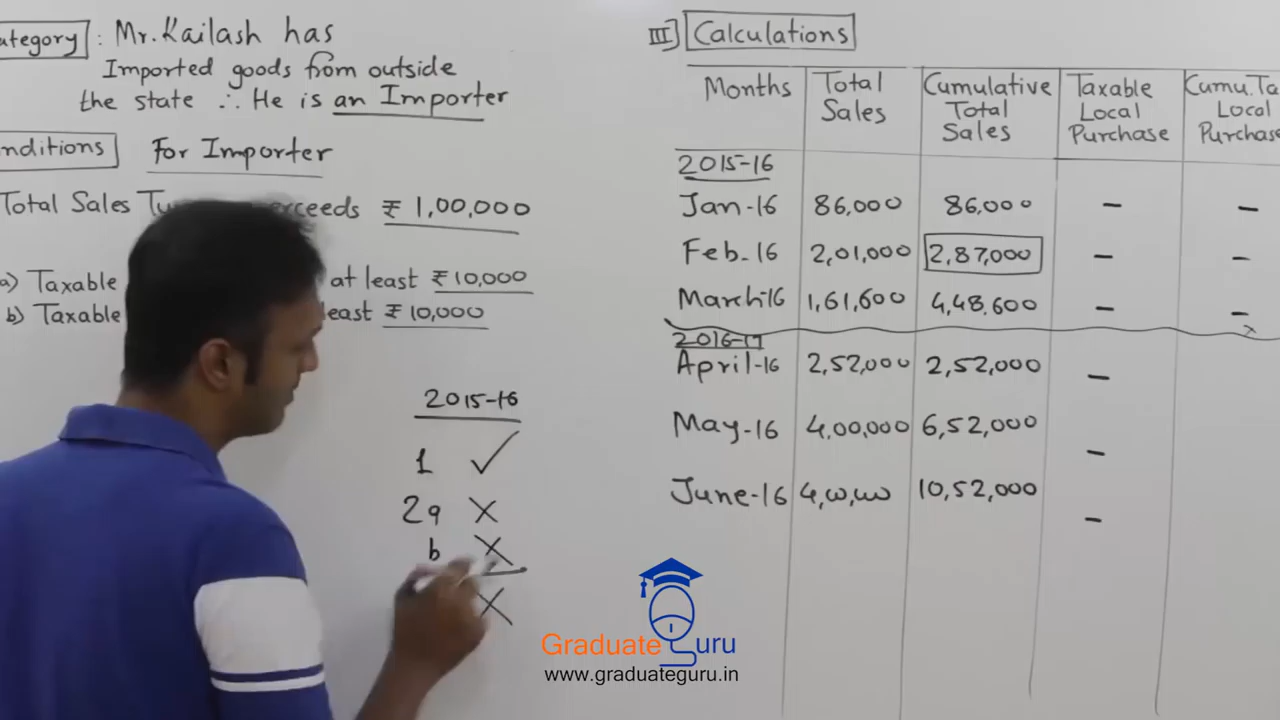 ategory : Mr. Kailash has
Imported goods from outside
the state ∴ He is an Importer
nditions For Importer
Total Sales Tu exceeds ₹ 1,00,000
a) Taxable at least ₹ 10,000
b) Taxable least ₹ 10,000
2015-16
1 ✓
2a X
b X
X
III] Calculations
Months Total Sales Cumulative Total Sales Taxable Local Purchase Cumu. Ta Local Purchase
2015-16
Jan-16 86,000 86,000 - -
Feb-16 2,01,000 2,87,000 - -
March-16 1,61,600 4,48,600 - -
2016-17
April-16 2,52,000 2,52,000 -
May-16 4,00,000 6,52,000 -
June-16 4,00,000 10,52,000 -
Graduate Guru
www.graduateguru.in